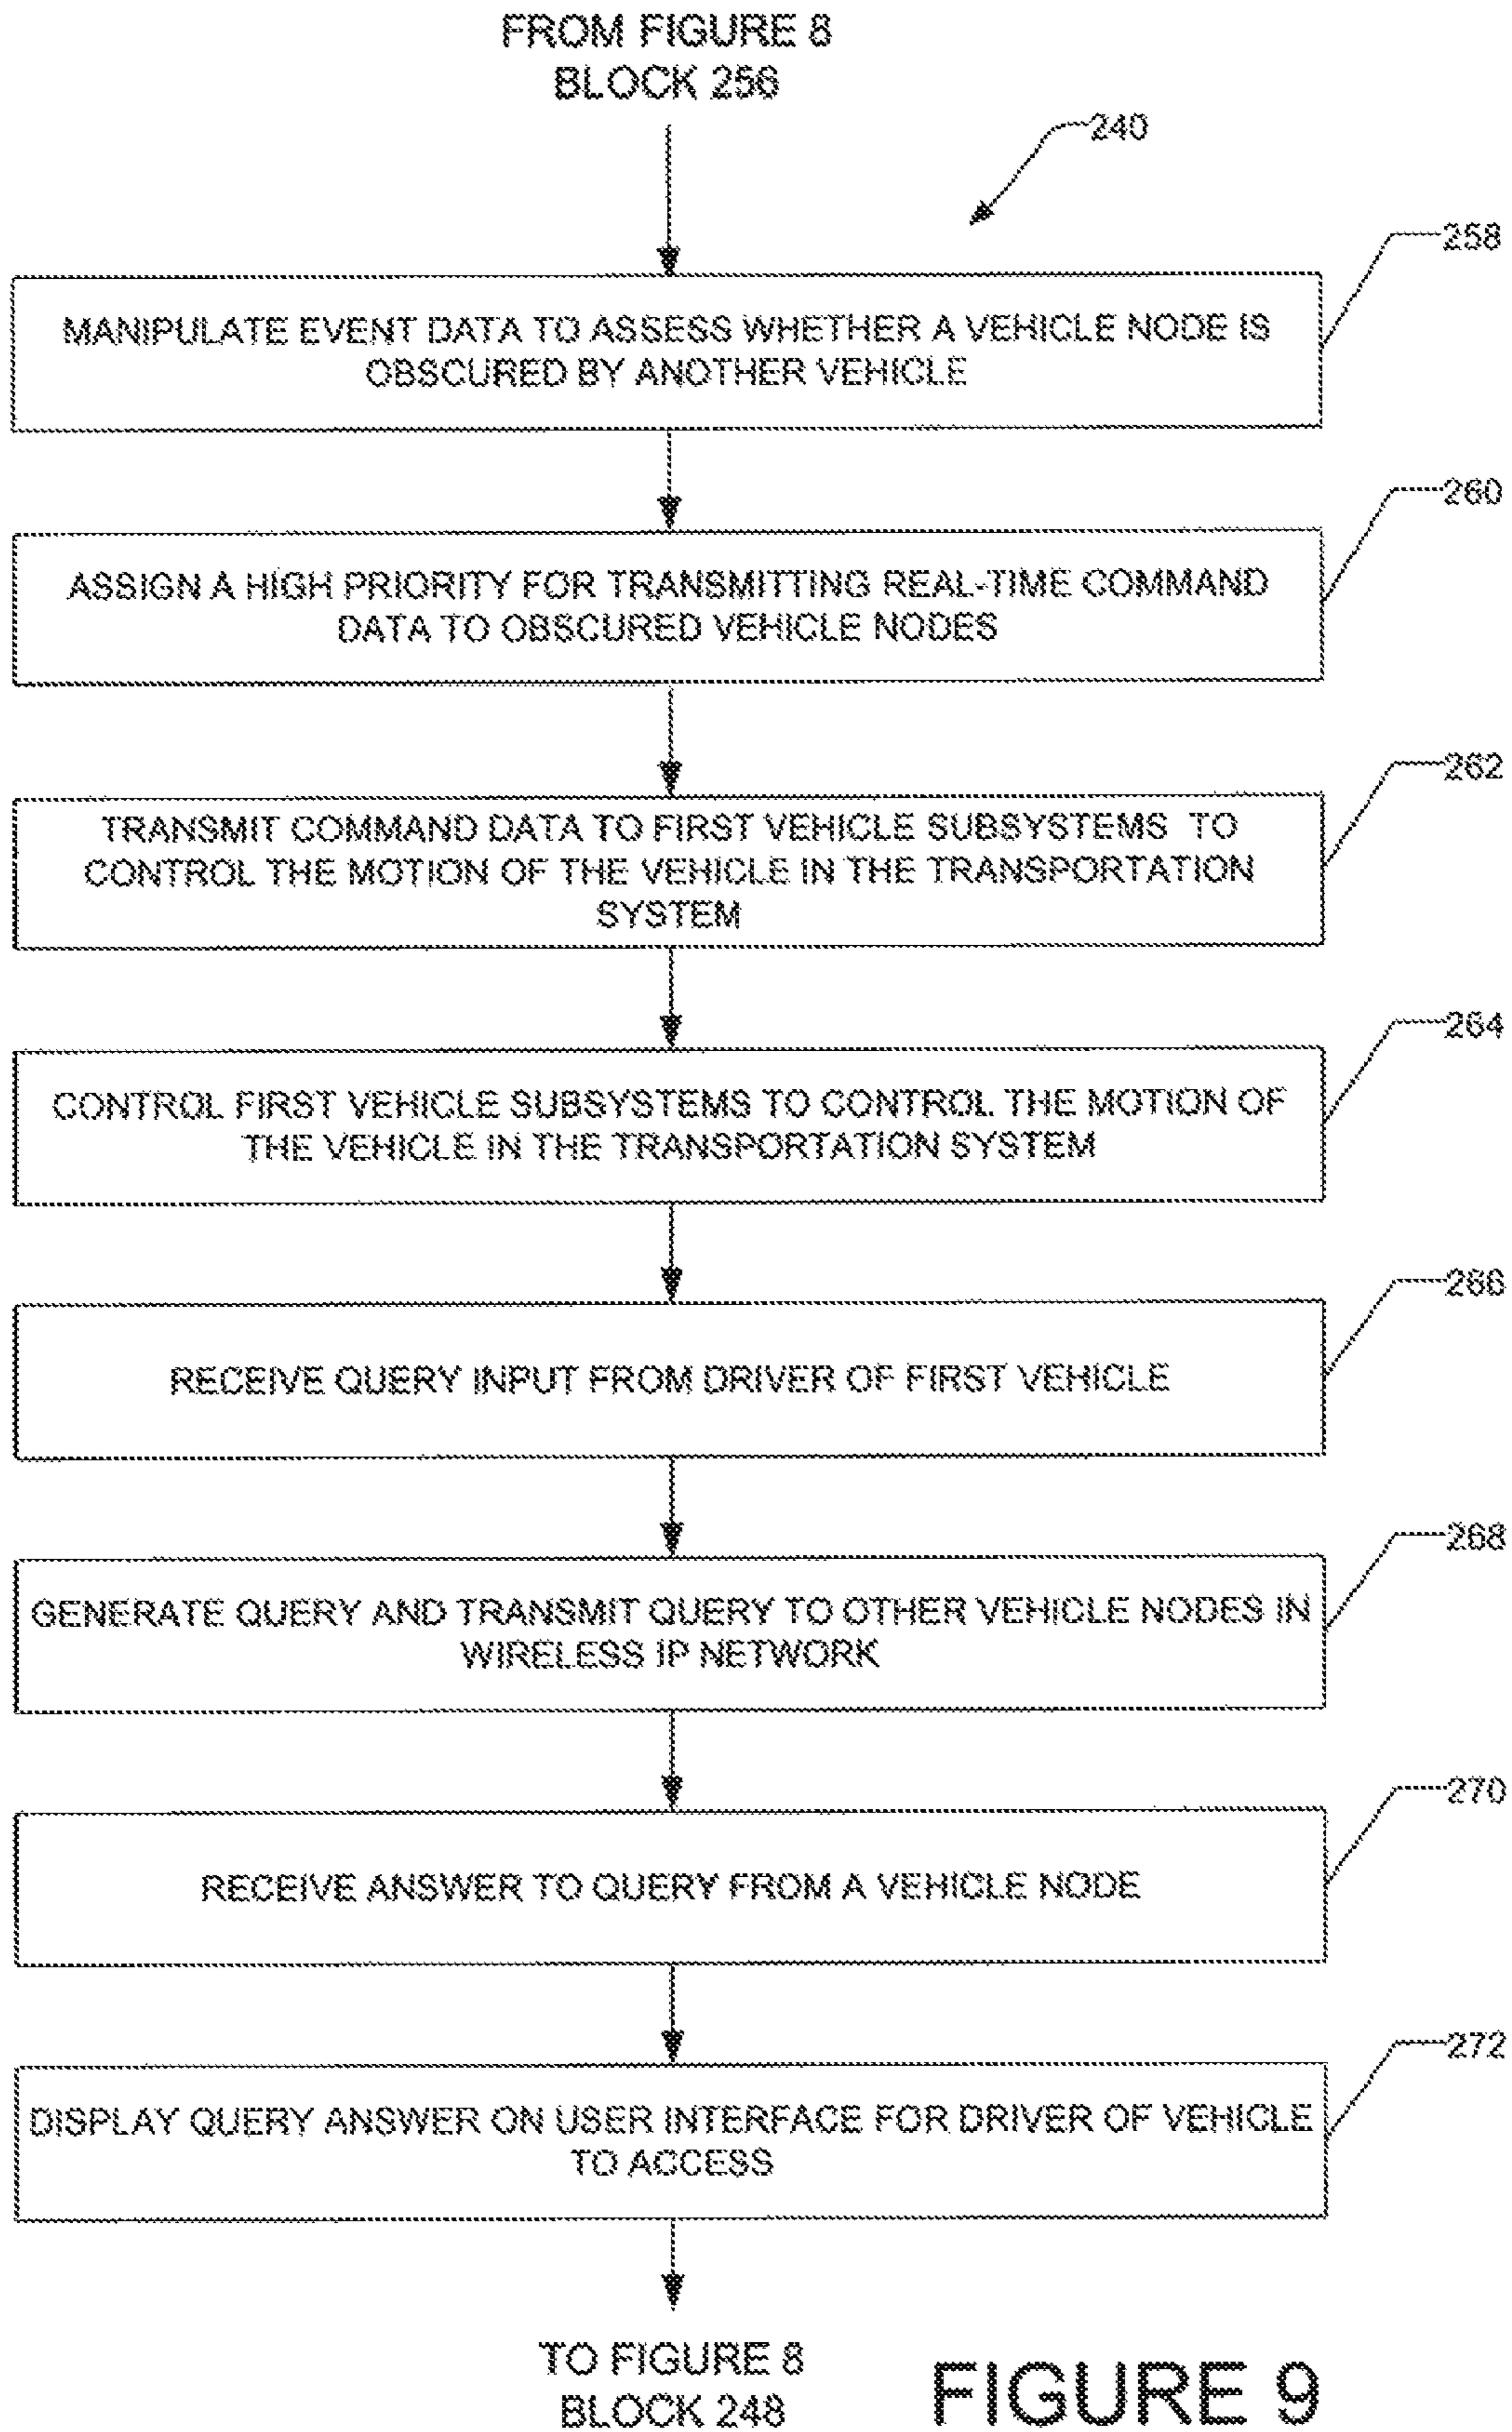 FROM FIGURE 8
BLOCK 256
240
258
MANIPULATE EVENT DATA TO ASSESS WHETHER A VEHICLE NODE IS
OBSCURED BY ANOTHER VEHICLE
260
ASSIGN A HIGH PRIORITY FOR TRANSMITTING REAL-TIME COMMAND
DATA TO OBSCURED VEHICLE NODES
262
TRANSMIT COMMAND DATA TO FIRST VEHICLE SUBSYSTEMS TO
CONTROL THE MOTION OF THE VEHICLE IN THE TRANSPORTATION
SYSTEM
264
CONTROL FIRST VEHICLE SUBSYSTEMS TO CONTROL THE MOTION OF
THE VEHICLE IN THE TRANSPORTATION SYSTEM
266
RECEIVE QUERY INPUT FROM DRIVER OF FIRST VEHICLE
268
GENERATE QUERY AND TRANSMIT QUERY TO OTHER VEHICLE NODES IN
WIRELESS IP NETWORK
270
RECEIVE ANSWER TO QUERY FROM A VEHICLE NODE
272
DISPLAY QUERY ANSWER ON USER INTERFACE FOR DRIVER OF VEHICLE
TO ACCESS
TO FIGURE 8
BLOCK 248
FIGURE 9